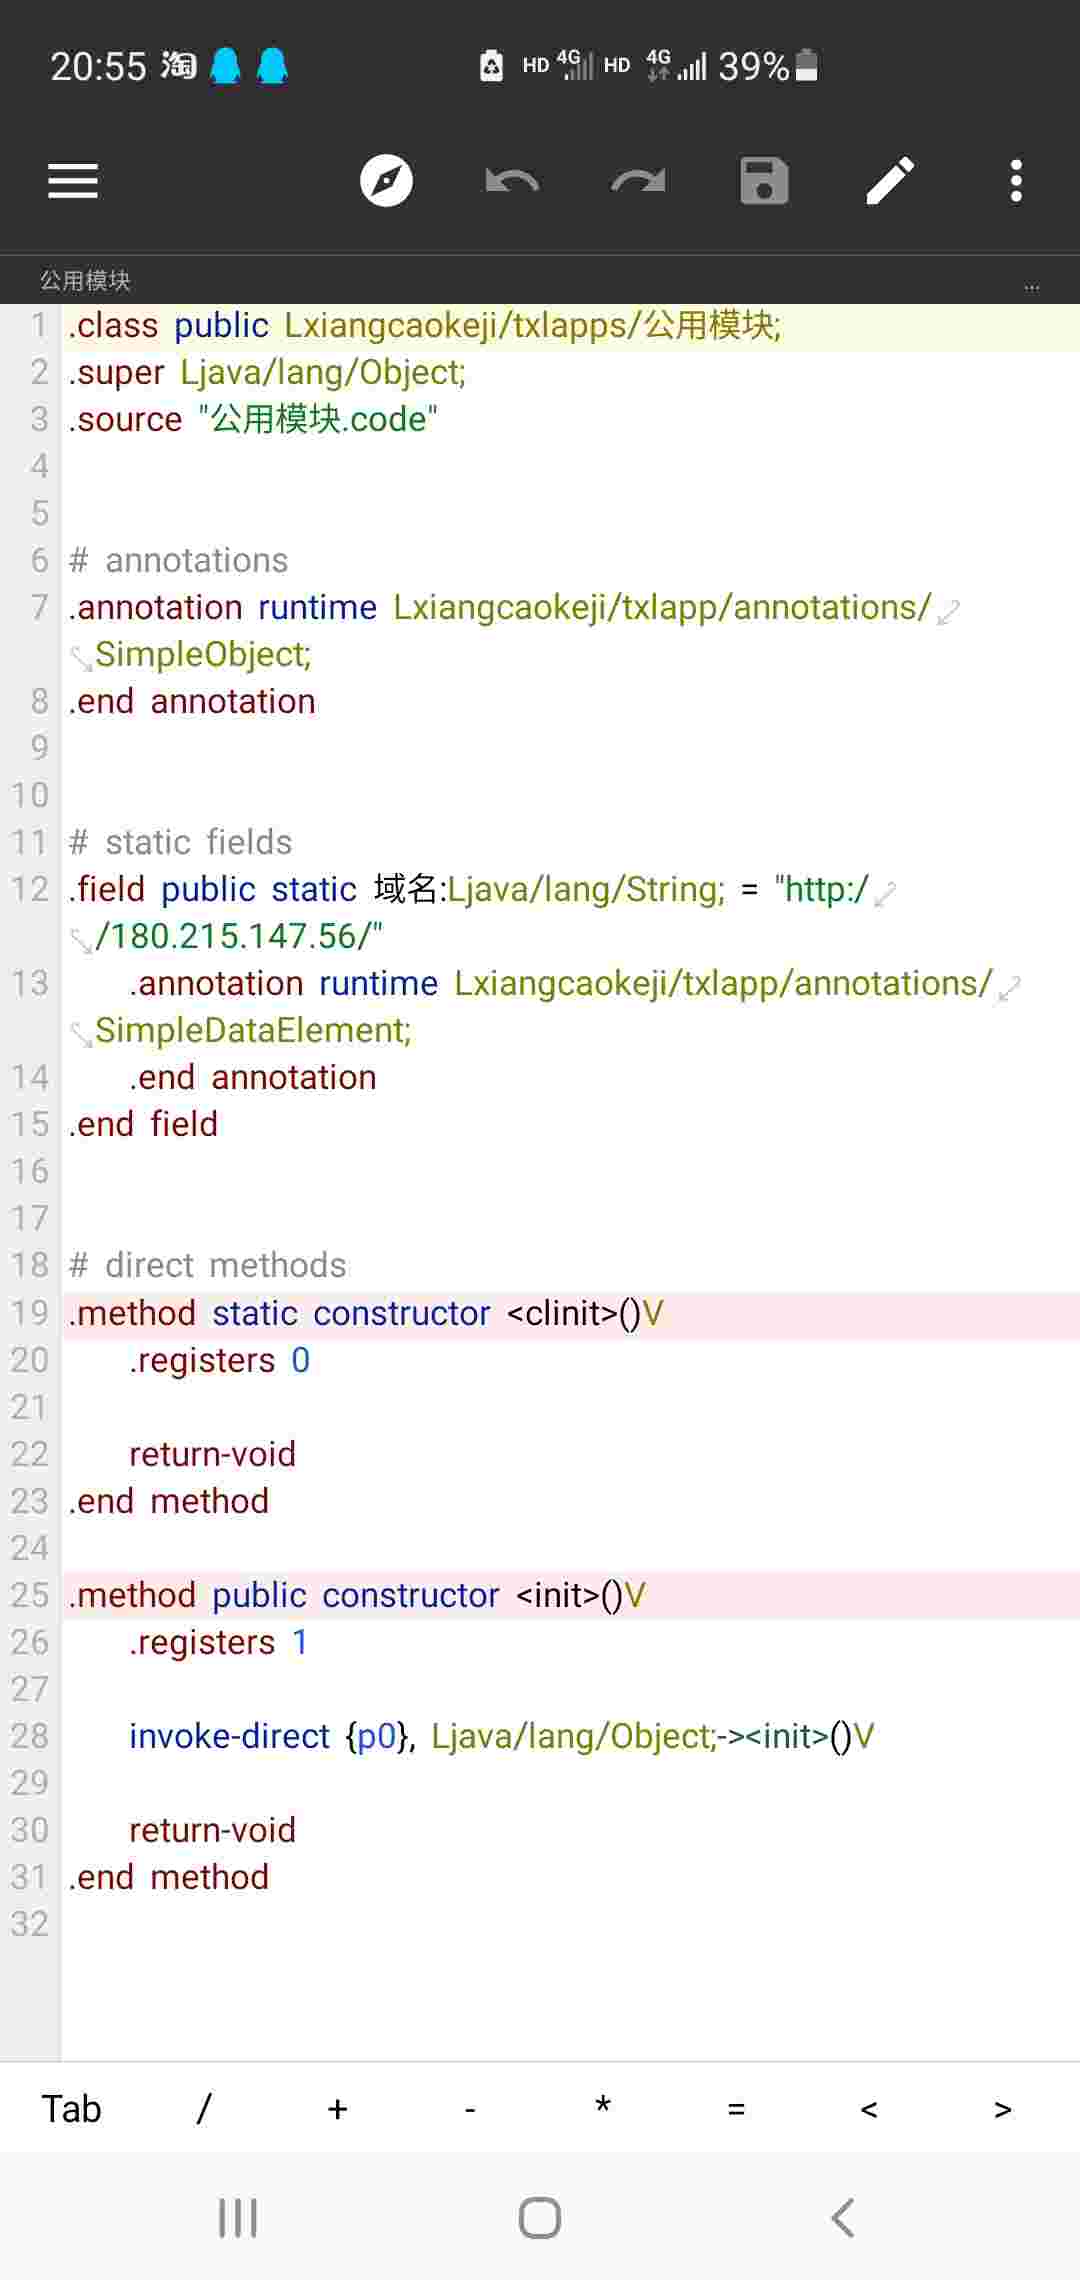 20:55 淘 HD 4G HD 4G 39%
公用模块 ...
1 .class public Lxiangcaokeji/txlapps/公用模块;
2 .super Ljava/lang/Object;
3 .source "公用模块.code"
4
5
6 # annotations
7 .annotation runtime Lxiangcaokeji/txlapp/annotations/
SimpleObject;
8 .end annotation
9
10
11 # static fields
12 .field public static 域名:Ljava/lang/String; = "http:/
/180.215.147.56/"
13 .annotation runtime Lxiangcaokeji/txlapp/annotations/
SimpleDataElement;
14 .end annotation
15 .end field
16
17
18 # direct methods
19 .method static constructor <clinit>()V
20 .registers 0
21
22 return-void
23 .end method
24
25 .method public constructor <init>()V
26 .registers 1
27
28 invoke-direct {p0}, Ljava/lang/Object;-><init>()V
29
30 return-void
31 .end method
32
Tab / + - * = < >